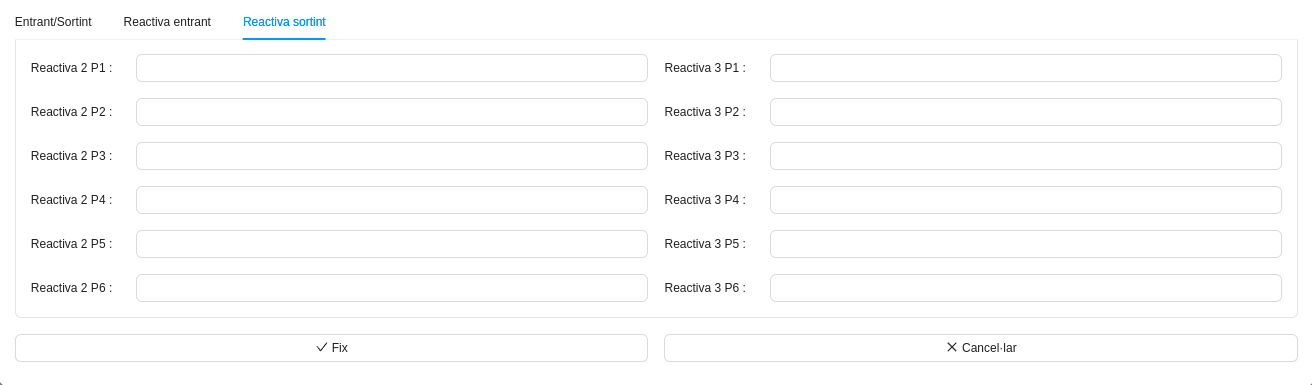 Entrant/Sortint Reactiva entrant Reactiva sortint
Reactiva 2 P1 : Reactiva 3 P1 :
Reactiva 2 P2 : Reactiva 3 P2 :
Reactiva 2 P3 : Reactiva 3 P3 :
Reactiva 2 P4 : Reactiva 3 P4 :
Reactiva 2 P5 : Reactiva 3 P5 :
Reactiva 2 P6 : Reactiva 3 P6 :
Fix Cancel·lar